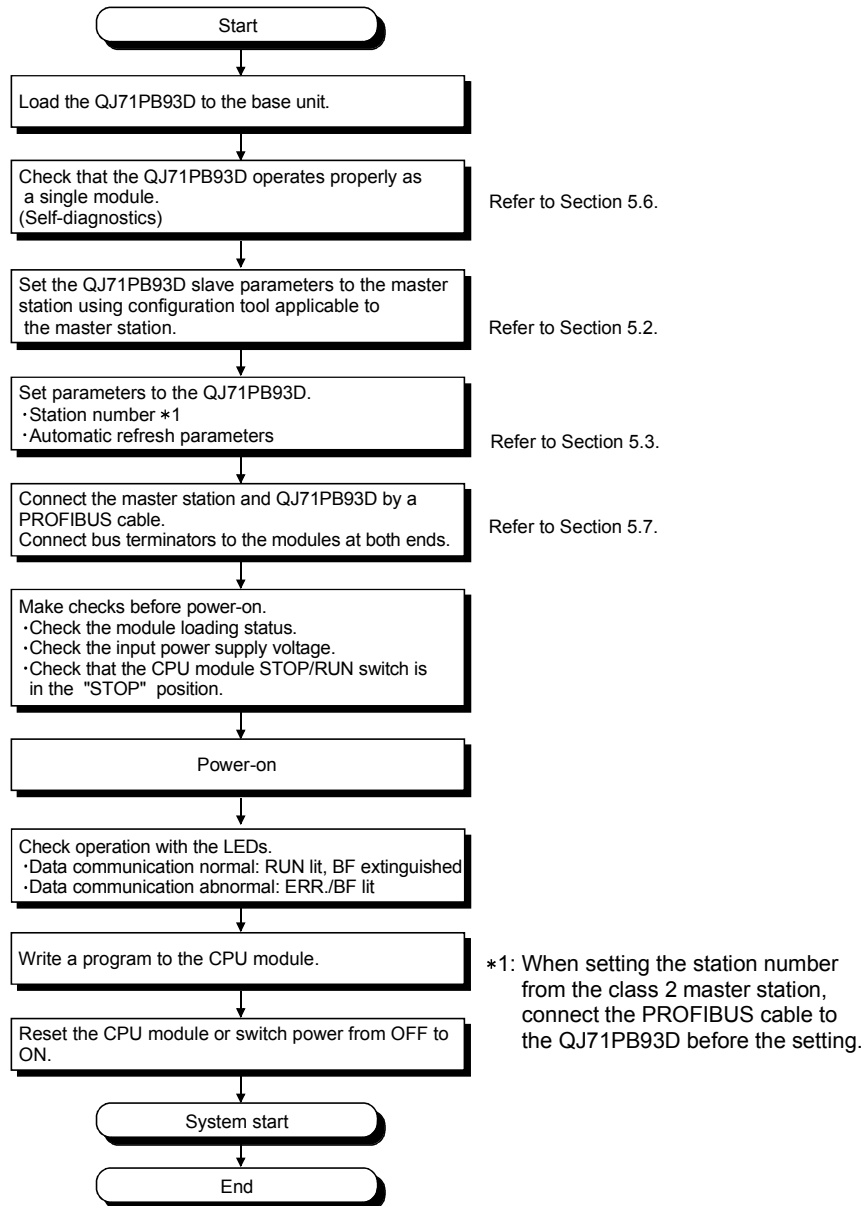 Start
Load the QJ71PB93D to the base unit.
Check that the QJ71PB93D operates properly as
a single module.
(Self-diagnostics)
Refer to Section 5.6.
Set the QJ71PB93D slave parameters to the master
station using configuration tool applicable to
the master station.
Refer to Section 5.2.
Set parameters to the QJ71PB93D.
·Station number *1
·Automatic refresh parameters
Refer to Section 5.3.
Connect the master station and QJ71PB93D by a
PROFIBUS cable.
Connect bus terminators to the modules at both ends.
Refer to Section 5.7.
Make checks before power-on.
·Check the module loading status.
·Check the input power supply voltage.
·Check that the CPU module STOP/RUN switch is
in the "STOP" position.
Power-on
Check operation with the LEDs.
·Data communication normal: RUN lit, BF extinguished
·Data communication abnormal: ERR./BF lit
Write a program to the CPU module.
*1: When setting the station number
from the class 2 master station,
connect the PROFIBUS cable to
the QJ71PB93D before the setting.
Reset the CPU module or switch power from OFF to
ON.
System start
End